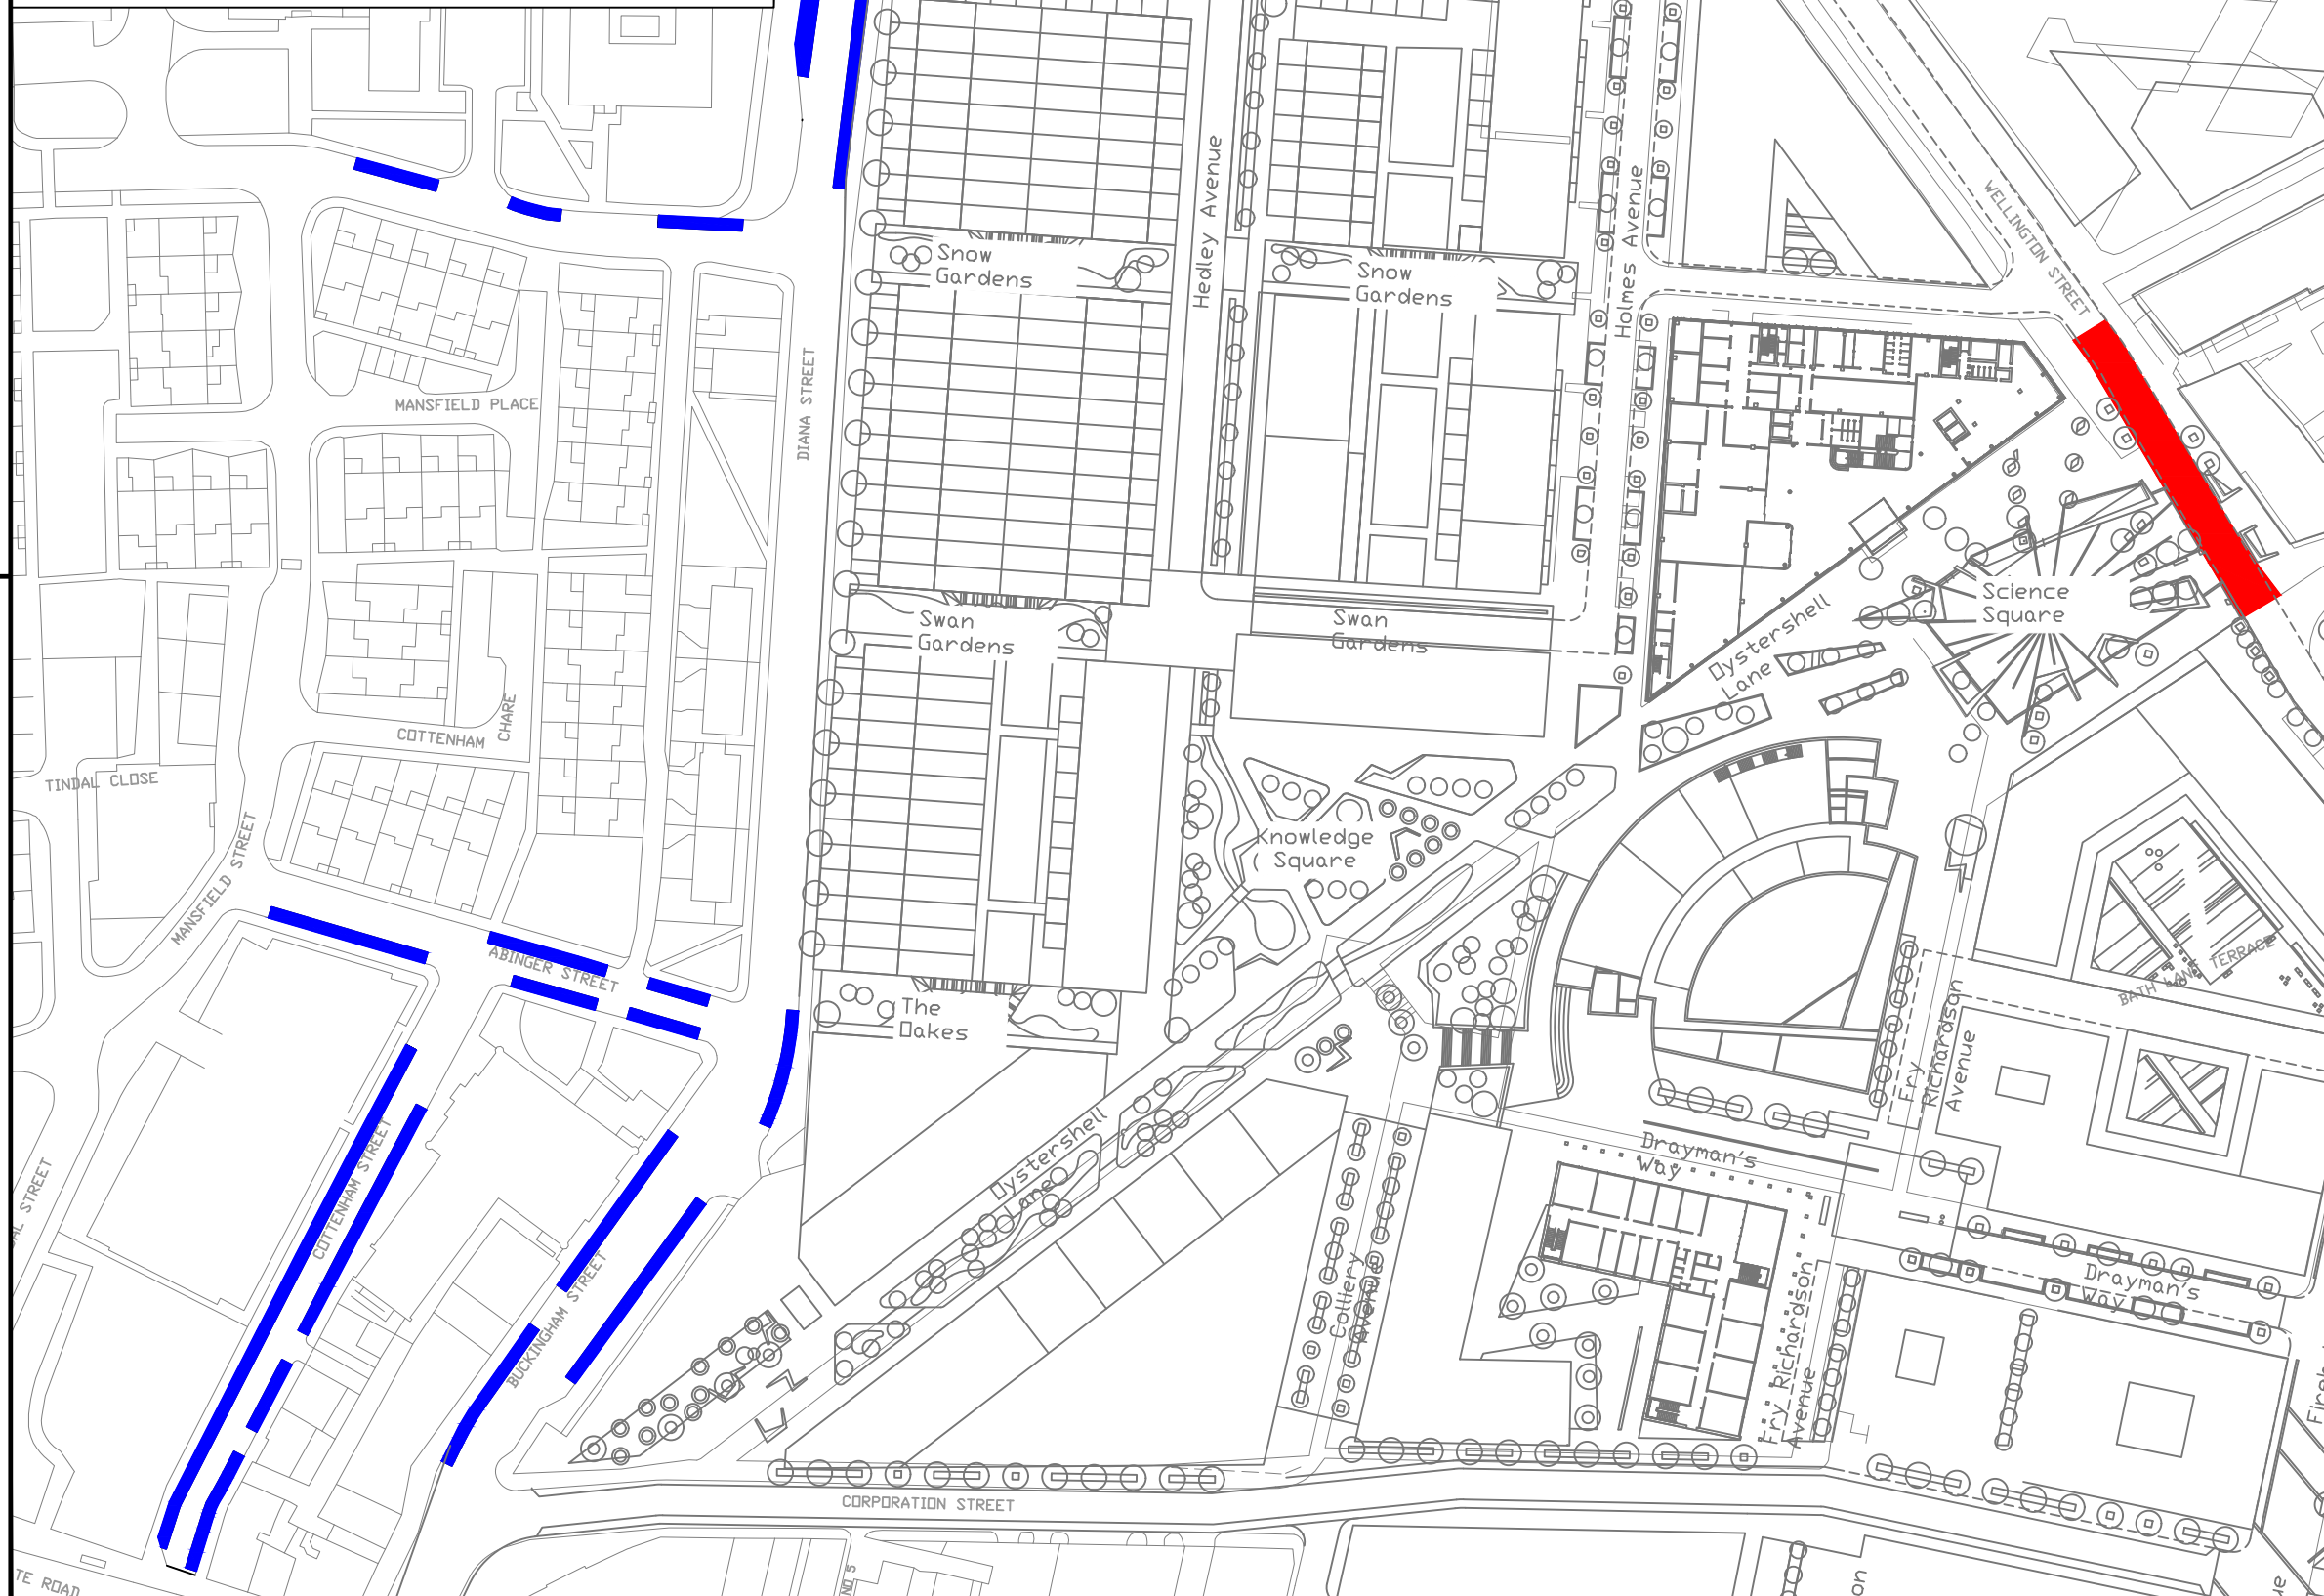 Hedley Avenue
Holmes Avenue
WELLINGTON STREET
Snow
Gardens
Snow
Gardens
MANSFIELD PLACE
DIANA STREET
Swan
Gardens
Swan
Gardens
Science
Square
Oystershell
Lane
COTTENHAM
CHARE
TINDAL CLOSE
MANSFIELD STREET
Knowledge
Square
ABINGER STREET
The
Oakes
BATH LANE TERRACE
Fry
Richardson
Avenue
COTTENHAM STREET
STREET
Oystershell
Lane
Drayman's
Way
Colliery
Avenue
BUCKINGHAM STREET
Fry Richardson
Avenue
Drayman's
Way
CORPORATION STREET
ROAD